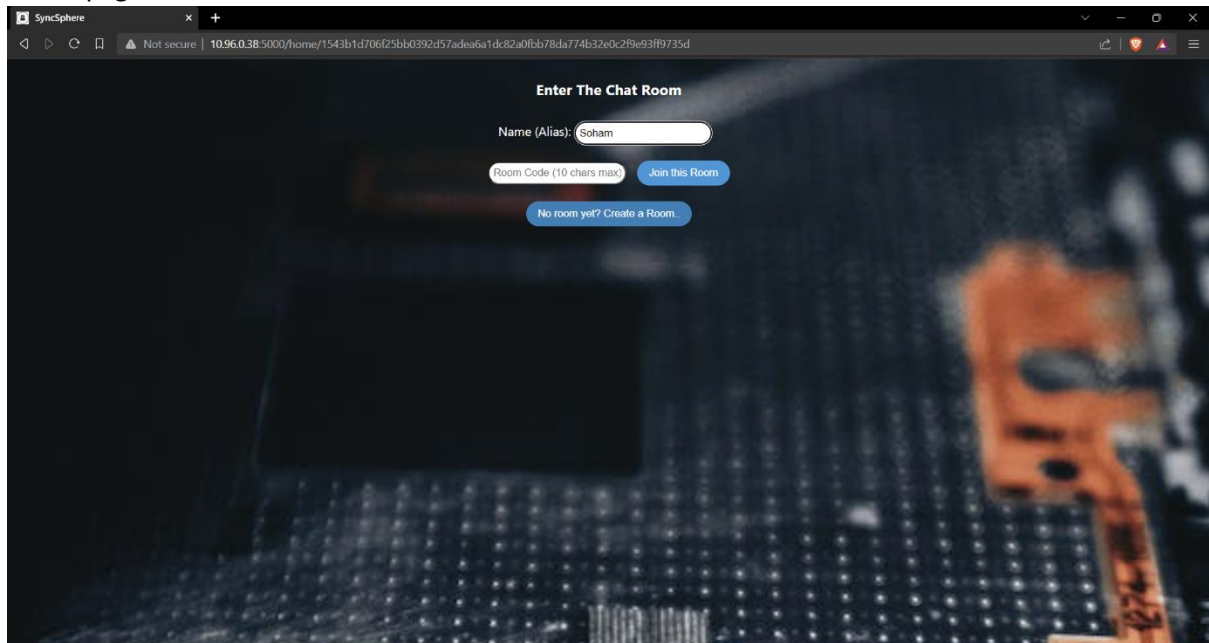 SyncSphere
Not secure | 10.96.0.38:5000/home/1543b1d706f25bb0392d57adea6a1dc82a0fbb78da774b32e0c2f9e93ff9735d
Enter The Chat Room
Name (Alias): Soham
Room Code (10 chars max) Join this Room
No room yet? Create a Room..